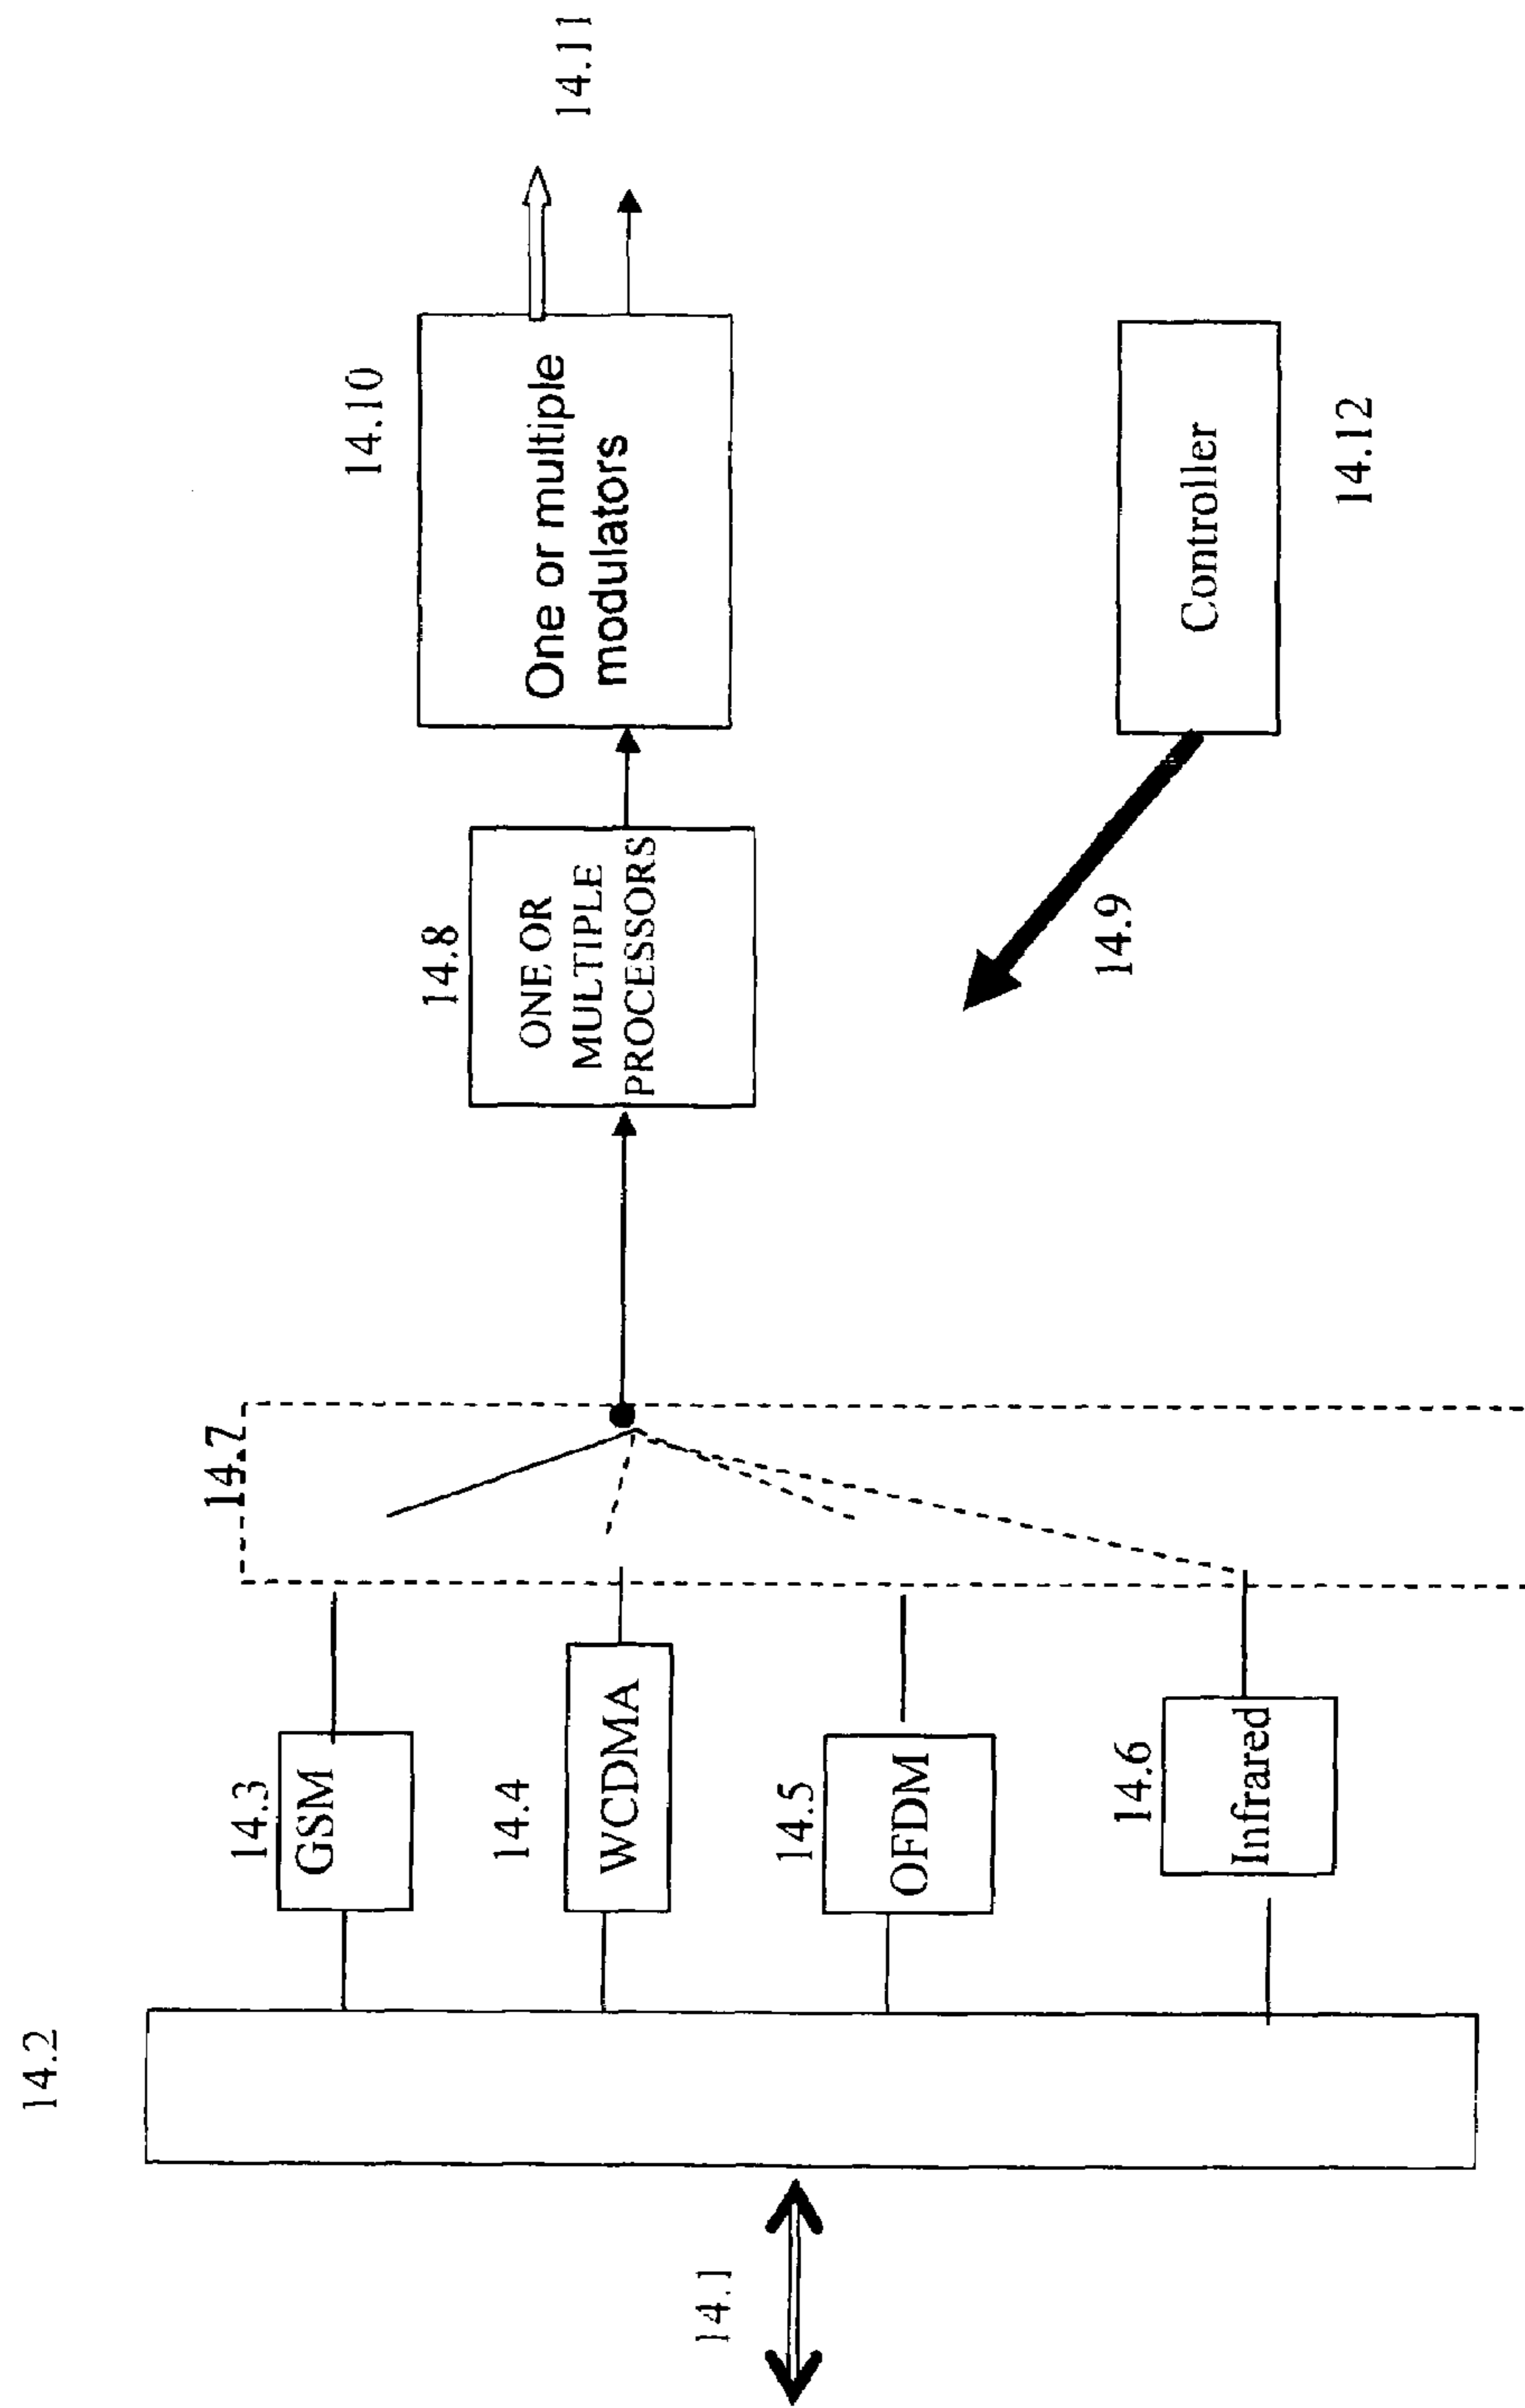 14.1
14.2
14.3
GSM
14.4
WCDMA
14.5
OFDM
14.6
Infrared
14.7
14.8
ONE OR
MULTIPLE
PROCESSORS
14.9
14.10
One or multiple
modulators
14.11
Controller
14.12